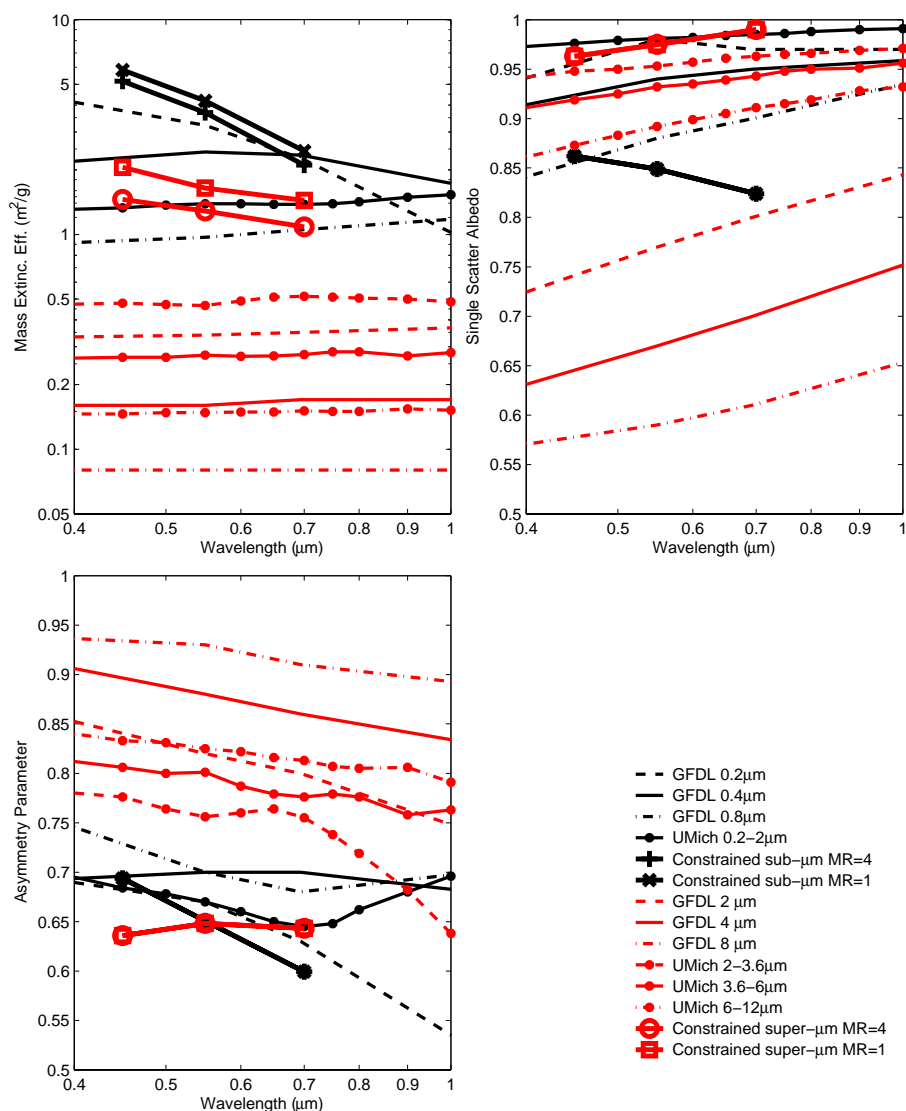 10
5
2
1
0.5
0.2
0.1
0.05
Mass Extinc. Eff. (m²/g)
0.4 0.5 0.6 0.7 0.8 0.9 1
Wavelength (μm)
1
0.95
0.9
0.85
0.8
0.75
0.7
0.65
0.6
0.55
0.5
Single Scatter Albedo
0.4 0.5 0.6 0.7 0.8 0.9 1
Wavelength (μm)
1
0.95
0.9
0.85
0.8
0.75
0.7
0.65
0.6
0.55
0.5
Asymmetry Parameter
0.4 0.5 0.6 0.7 0.8 0.9 1
Wavelength (μm)
GFDL 0.2μm
GFDL 0.4μm
GFDL 0.8μm
UMich 0.2−2μm
Constrained sub−μm MR=4
Constrained sub−μm MR=1
GFDL 2 μm
GFDL 4 μm
GFDL 8 μm
UMich 2−3.6μm
UMich 3.6−6μm
UMich 6−12μm
Constrained super−μm MR=4
Constrained super−μm MR=1